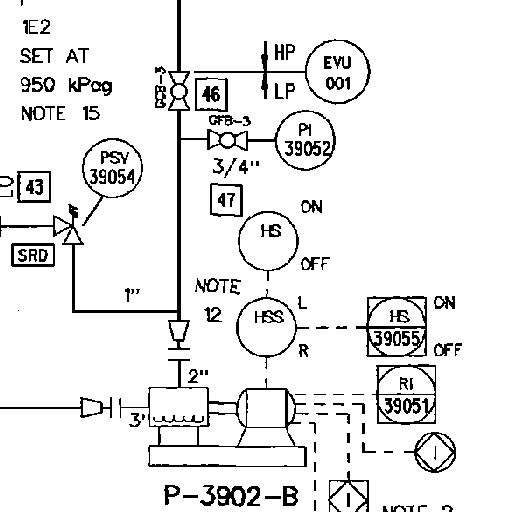 1E2
SET AT
950 kPag
NOTE 15
GFB-3
46
HP
LP
EVU
001
GFB-3
PI
39052
3/4"
PSV
39054
43
SRD
47
HS
ON
OFF
NOTE
12
1"
HSS
L
R
HS
39055
ON
OFF
2"
3"
RI
39051
I
I
P-3902-B
NOTE 2